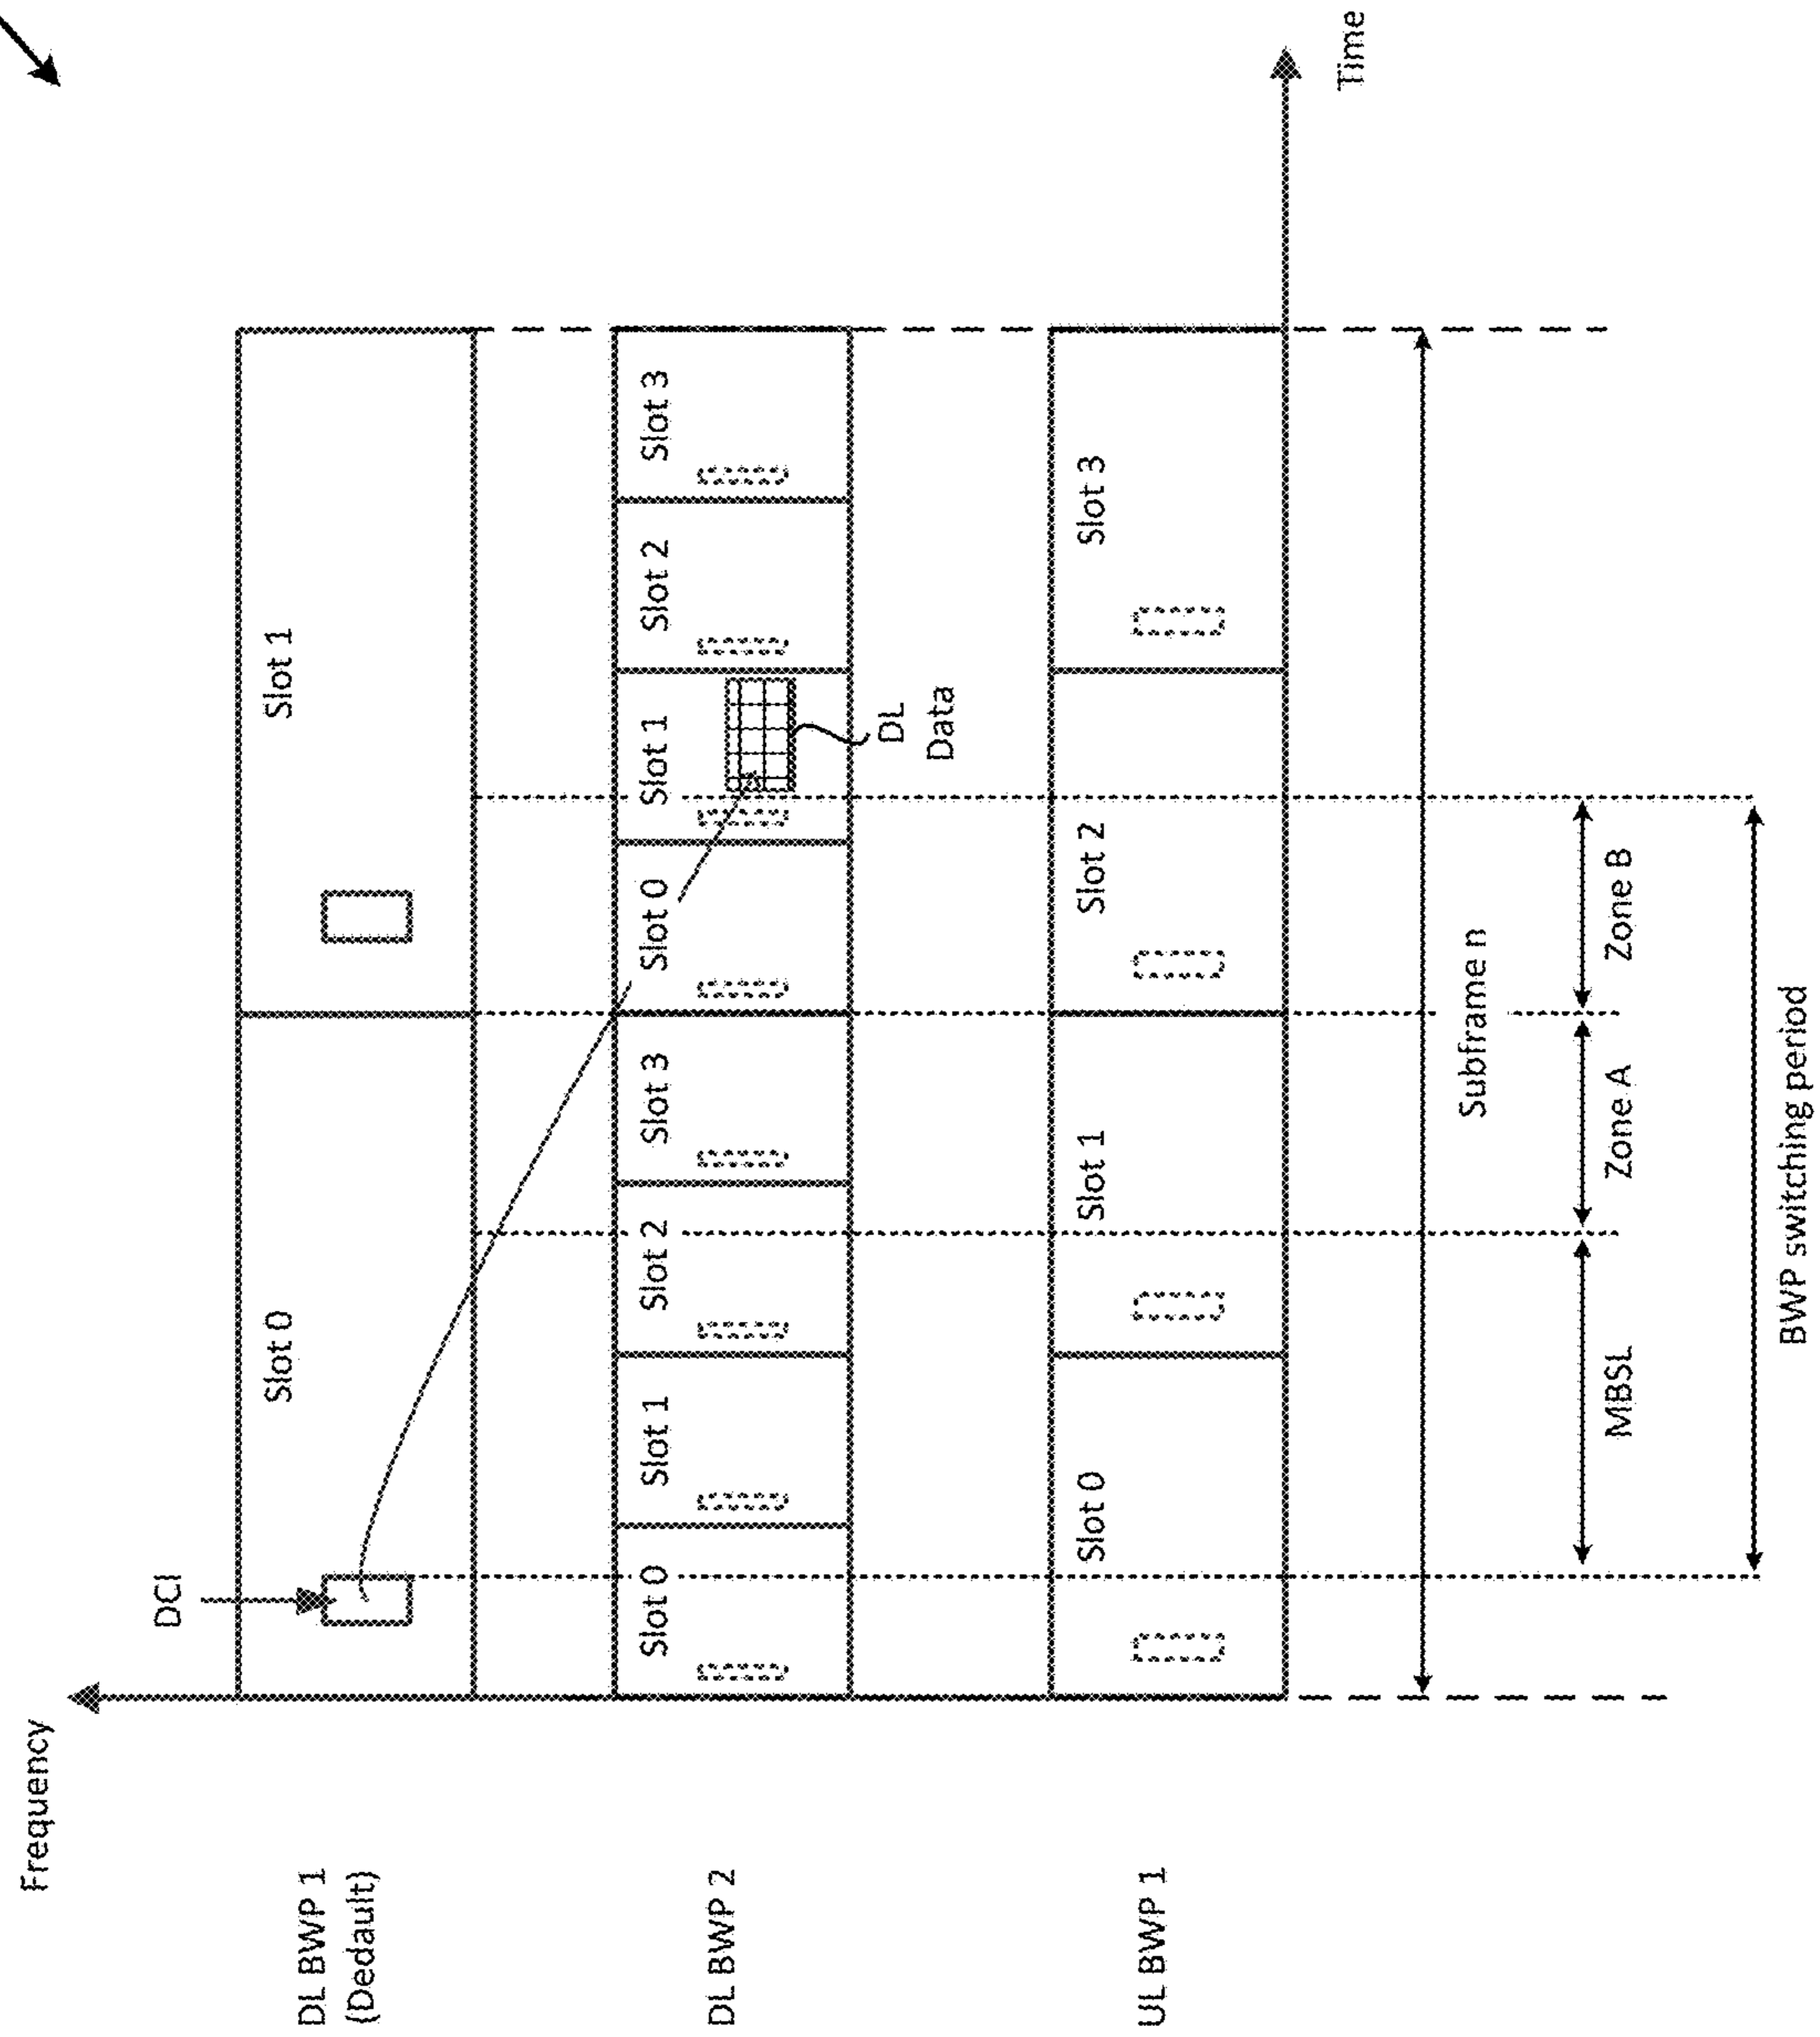 Frequency
DCI
DL BWP 1
(Dedault)
Slot 0
Slot 1
DL BWP 2
Slot 0
Slot 1
Slot 2
Slot 3
Slot 0
Slot 1
Slot 2
Slot 3
DL
Data
UL BWP 1
Slot 0
Slot 1
Slot 2
Slot 3
Time
Subframe n
MBSL
Zone A
Zone B
BWP switching period